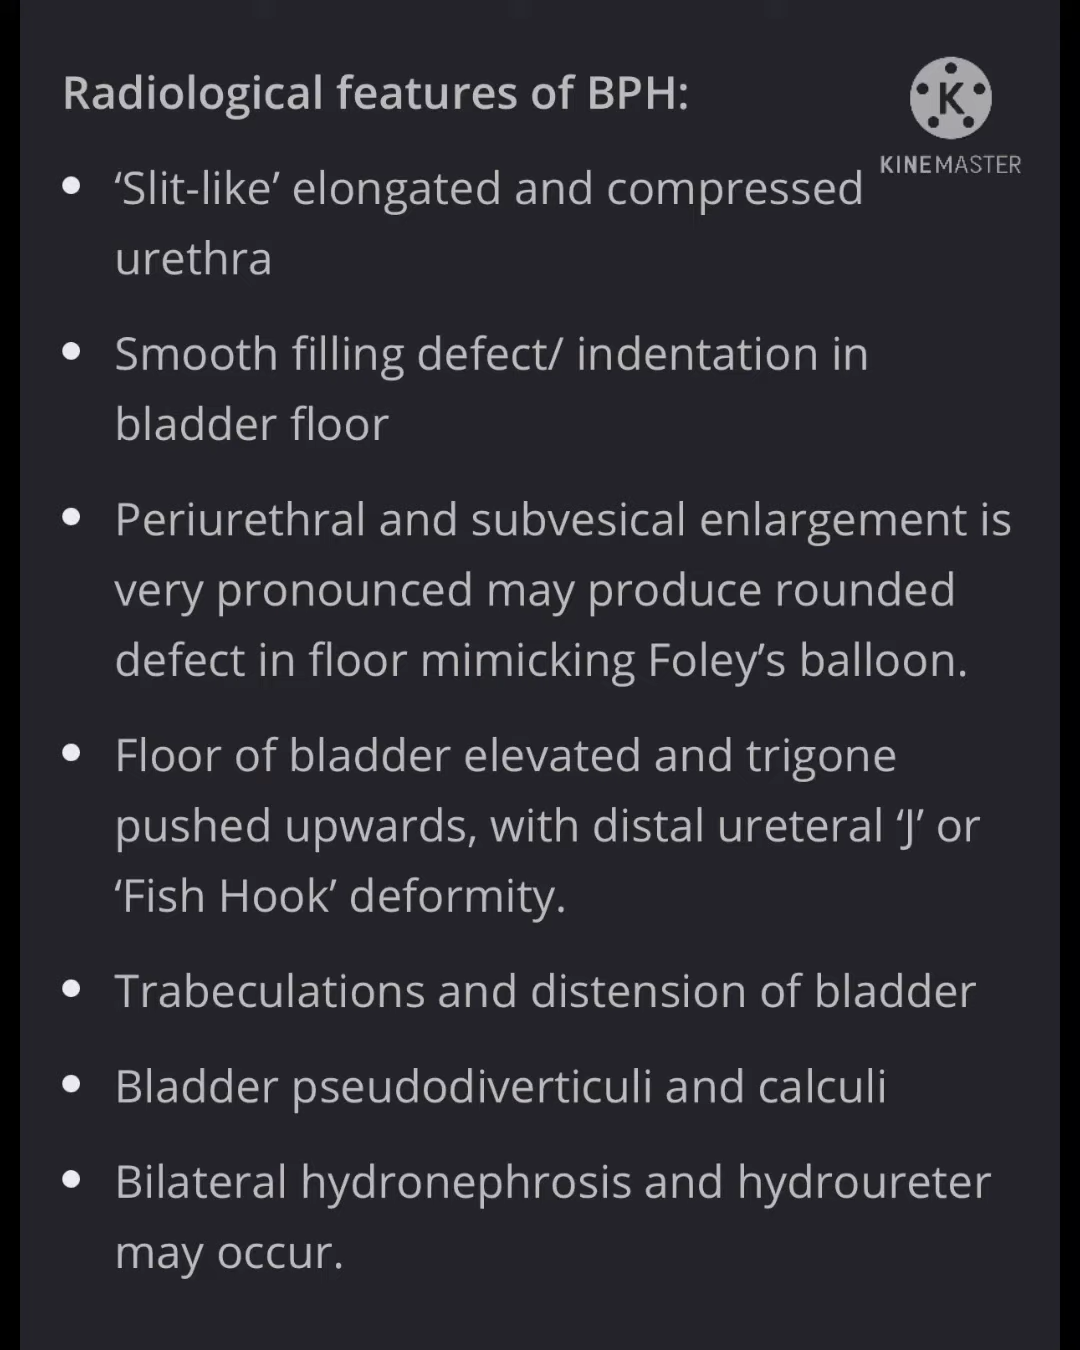 Radiological features of BPH:
K
KINEMASTER
• ‘Slit-like’ elongated and compressed
urethra
• Smooth filling defect/ indentation in
bladder floor
• Periurethral and subvesical enlargement is
very pronounced may produce rounded
defect in floor mimicking Foley’s balloon.
• Floor of bladder elevated and trigone
pushed upwards, with distal ureteral ‘J’ or
‘Fish Hook’ deformity.
• Trabeculations and distension of bladder
• Bladder pseudodiverticuli and calculi
• Bilateral hydronephrosis and hydroureter
may occur.